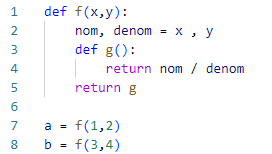 1 def f(x,y):
2     nom, denom = x , y
3     def g():
4         return nom / denom
5     return g
6
7 a = f(1,2)
8 b = f(3,4)